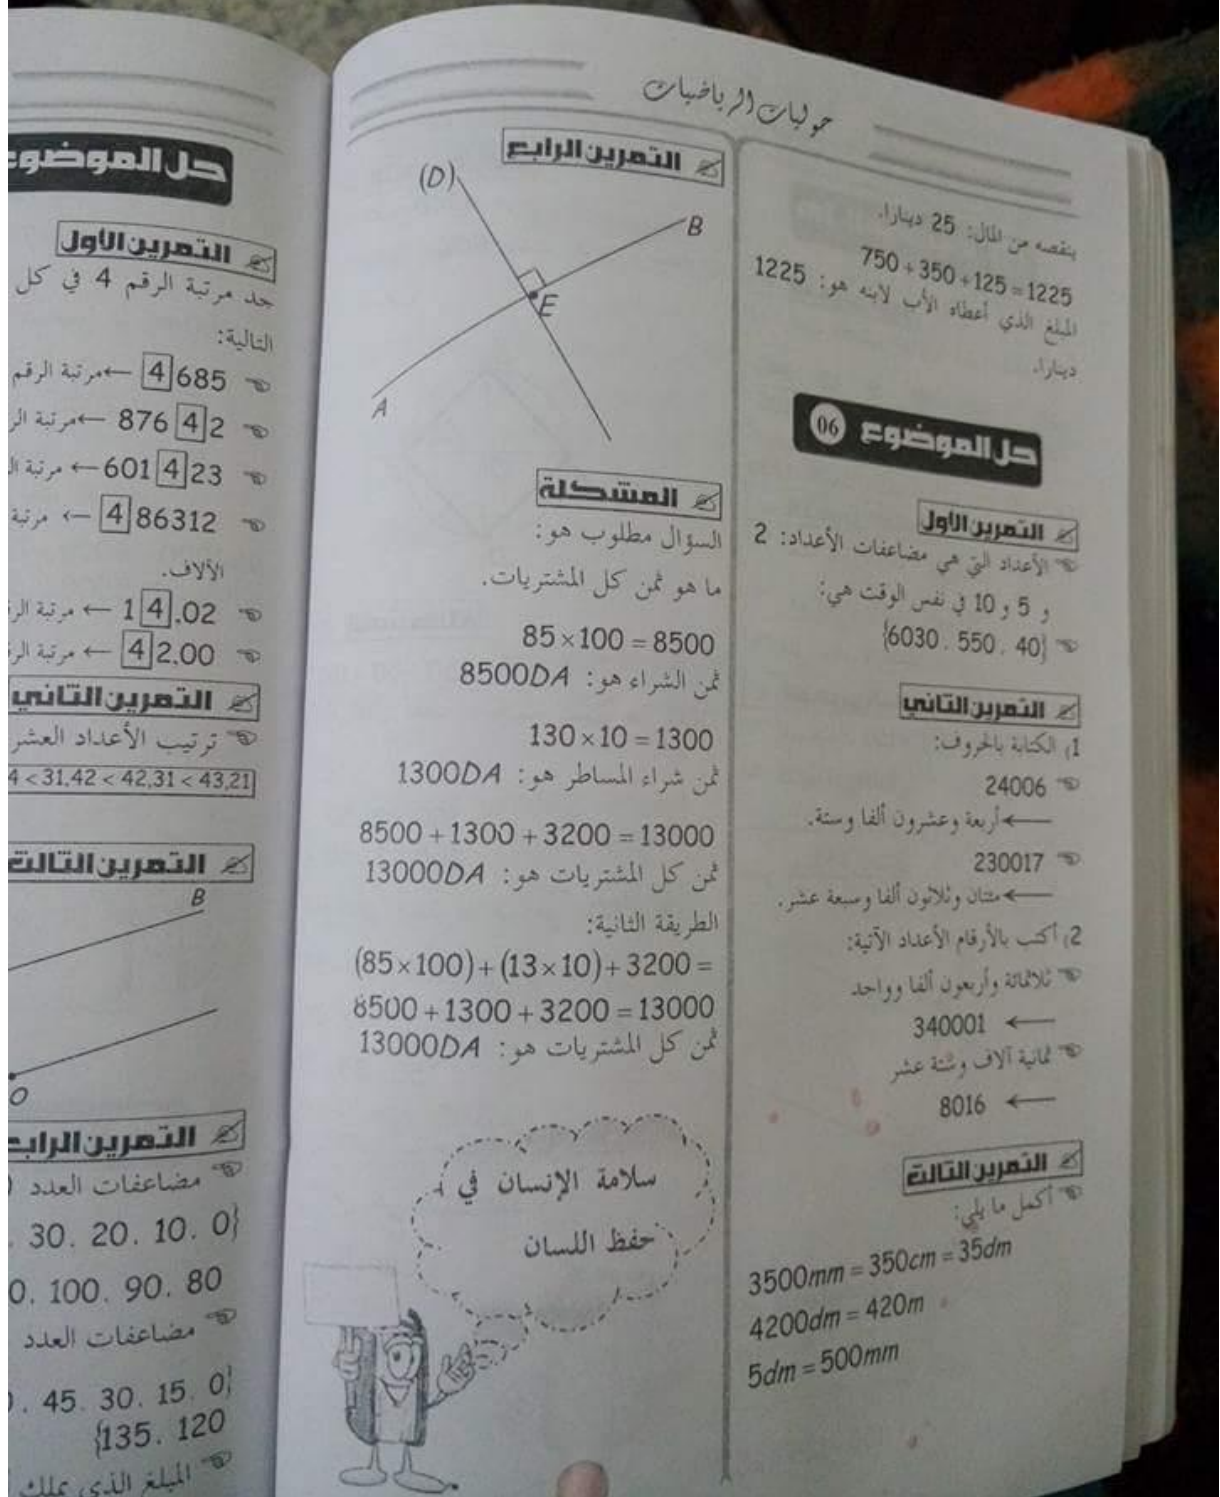 حوليات الرياضيات
ينقصه من المال: 25 دينارا.
750 + 350 + 125 = 1225
المبلغ الذي أعطاه الأب لابنه هو: 1225
دينارا.
حل الموضوع 06
التمرين الأول
الأعداد التي هي مضاعفات الأعداد: 2
و 5 و 10 في نفس الوقت هي:
{40 ، 550 ، 6030}
التمرين الثاني
1) الكتابة بالحروف:
24006
← أربعة وعشرون ألفا وستة.
230017
← مئتان وثلاثون ألفا وسبعة عشر.
2) أكتب بالأرقام الأعداد الآتية:
ثلاثمائة وأربعون ألفا وواحد
← 340001
ثمانية آلاف وستة عشر
← 8016
التمرين الثالث
أكمل ما يلي:
3500mm = 350cm = 35dm
4200dm = 420m
5dm = 500mm
التمرين الرابع
(D)
B
E
A
المشكلة
السؤال مطلوب هو:
ما هو ثمن كل المشتريات.
85 × 100 = 8500
ثمن الشراء هو: 8500DA
130 × 10 = 1300
ثمن شراء المساطر هو: 1300DA
8500 + 1300 + 3200 = 13000
ثمن كل المشتريات هو: 13000DA
الطريقة الثانية:
(85×100)+(13×10)+3200 =
8500 + 1300 + 3200 = 13000
ثمن كل المشتريات هو: 13000DA
سلامة الإنسان في
حفظ اللسان
حل الموضوع
التمرين الأول
جد مرتبة الرقم 4 في كل
التالية:
4685 ← مرتبة الرقم
87642 ← مرتبة
601423 ← مرتبة
486312 ← مرتبة
الآلاف.
14.02 ← مرتبة
42.00 ← مرتبة
التمرين الثاني
ترتيب الأعداد
4 < 31,42 < 42,31 < 43,21
التمرين الثالث
B
O
التمرين الرابع
مضاعفات العدد
{0 ، 10 ، 20 ، 30 ،
80 ، 90 ، 100 ،
مضاعفات العدد
{0 ، 15 ، 30 ، 45 ،
120 ، 135}
المبلغ الذي يملك